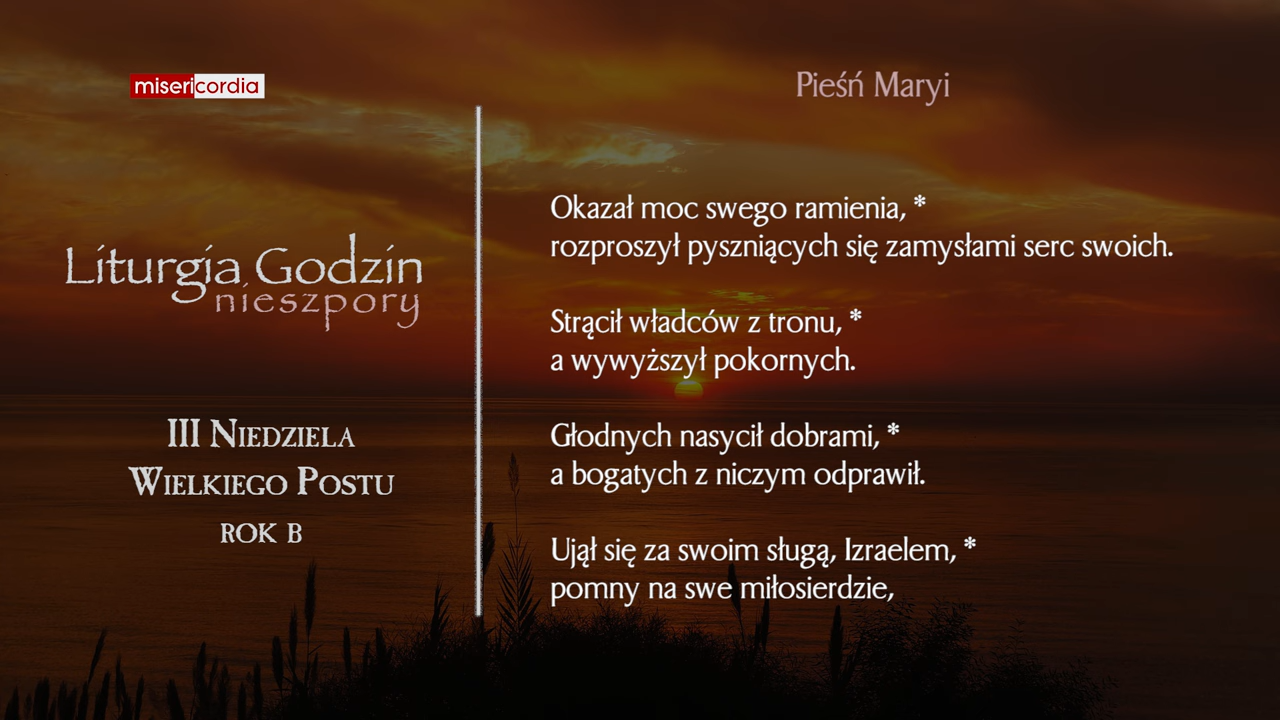 misericordia
Liturgia Godzin
nieszpory
III Niedziela
Wielkiego Postu
rok B
Pieśń Maryi
Okazał moc swego ramienia, *
rozproszył pyszniących się zamysłami serc swoich.
Strącił władców z tronu, *
a wywyższył pokornych.
Głodnych nasycił dobrami, *
a bogatych z niczym odprawił.
Ujął się za swoim sługą, Izraelem, *
pomny na swe miłosierdzie,